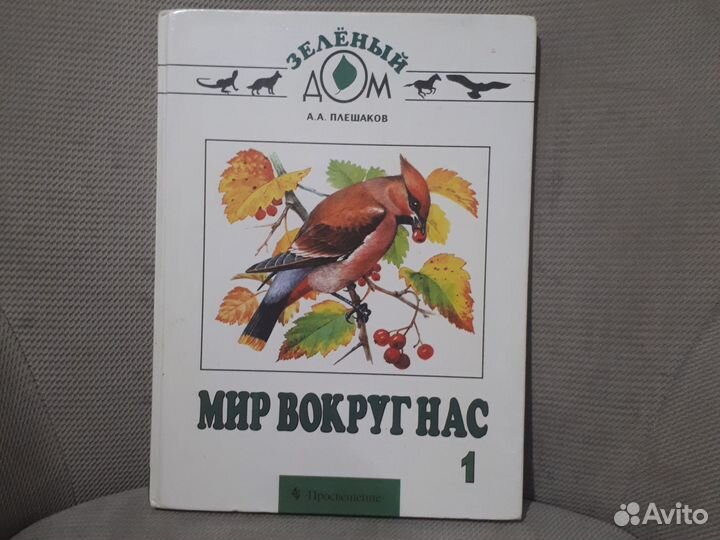 ЗЕЛЁНЫЙ
ДОМ
А.А. ПЛЕШАКОВ
МИР ВОКРУГ НАС
1
Просвещение
Avito